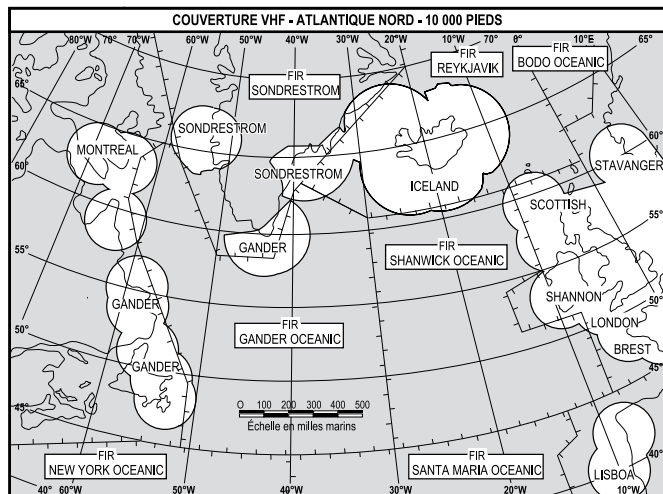 COUVERTURE VHF - ATLANTIQUE NORD - 10 000 PIEDS
80°W 70°W 70°W 60°W 50°W 40°W 30°W 20°W 10°W 0° 10°E 65°
FIR
SONDRESTROM
FIR
REYKJAVIK
FIR
BODO OCEANIC
65°
60°
SONDRESTROM
MONTREAL
SONDRESTROM
ICELAND
STAVANGER
SCOTTISH
60°
55°
GANDER
FIR
SHANWICK OCEANIC
55°
50°
GANDER
SHANNON
LONDON
BREST
FIR
GANDER OCEANIC
50°
45°
GANDER
45°
0 100 200 300 400 500
Échelle en milles marins
40°
FIR
NEW YORK OCEANIC
FIR
SANTA MARIA OCEANIC
LISBOA
40°
60°W 50°W 40°W 30°W 20°W 10°W